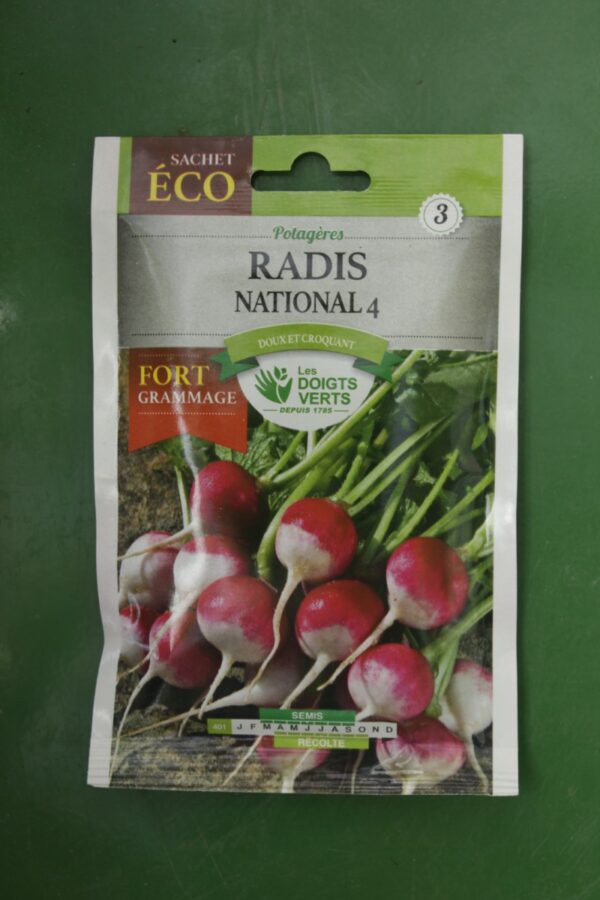 SACHET
ÉCO
3
Potagères
RADIS
NATIONAL 4
DOUX ET CROQUANT
FORT
GRAMMAGE
Les
DOIGTS
VERTS
DEPUIS 1785
SEMIS
401 J F M A M J J A S O N D
RÉCOLTE